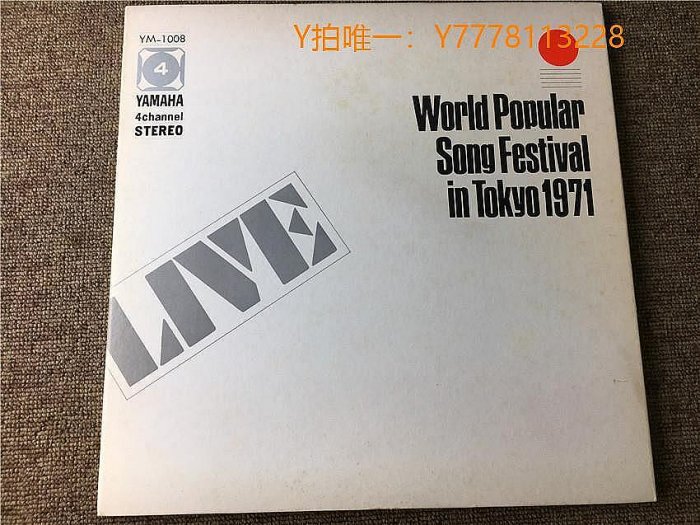 Y拍唯一：Y7778113228
YM-1008
4
YAMAHA
4channel
STEREO
World Popular
Song Festival
in Tokyo 1971
LIVE